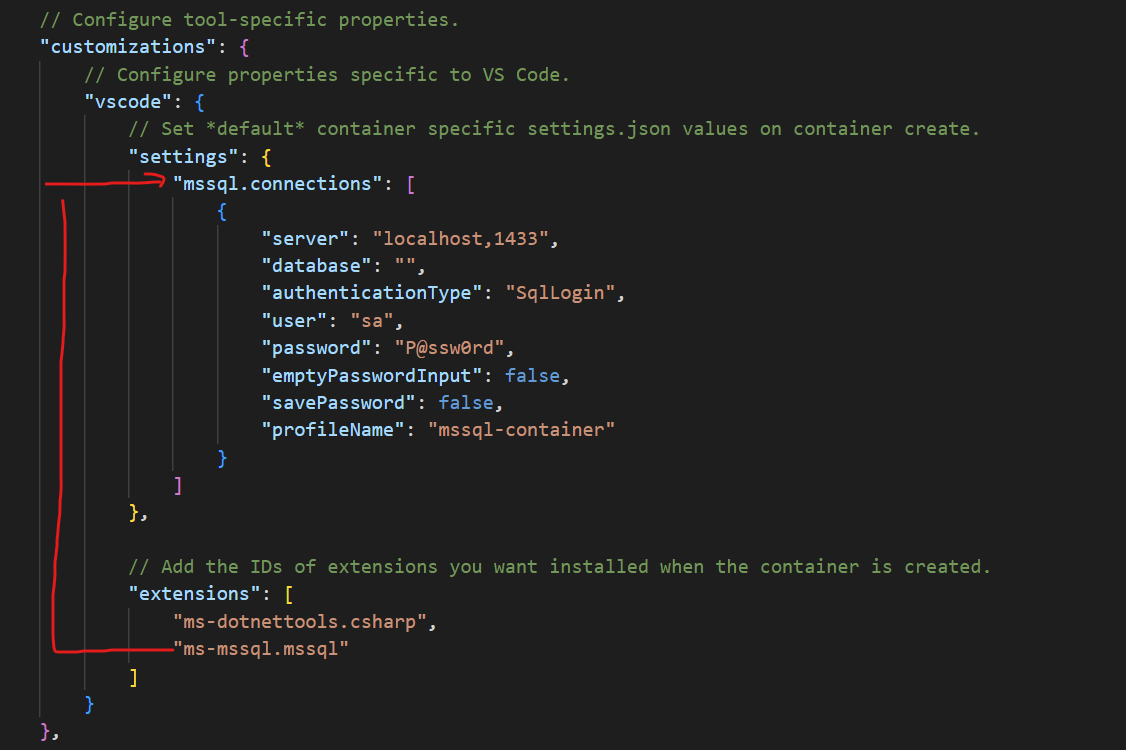 // Configure tool-specific properties.
"customizations": {
// Configure properties specific to VS Code.
"vscode": {
// Set *default* container specific settings.json values on container create.
"settings": {
"mssql.connections": [
{
"server": "localhost,1433",
"database": "",
"authenticationType": "SqlLogin",
"user": "sa",
"password": "P@ssw0rd",
"emptyPasswordInput": false,
"savePassword": false,
"profileName": "mssql-container"
}
]
},
// Add the IDs of extensions you want installed when the container is created.
"extensions": [
"ms-dotnettools.csharp",
"ms-mssql.mssql"
]
}
},